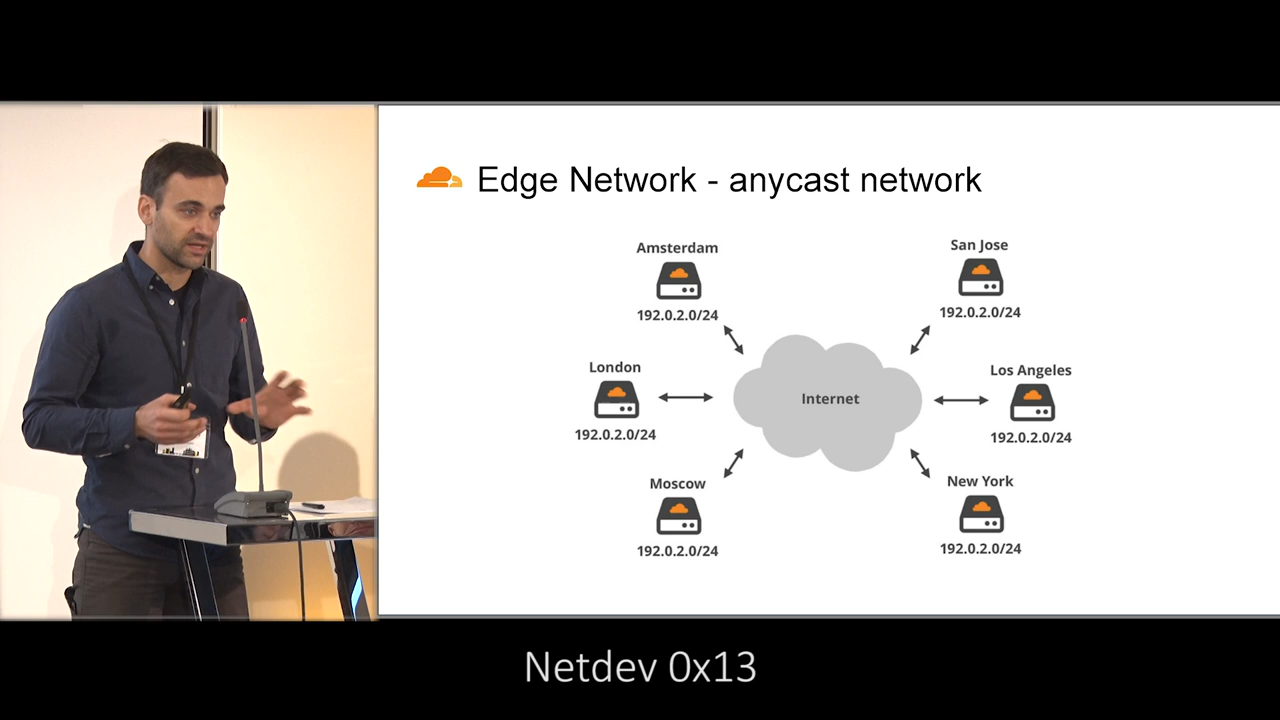 Edge Network - anycast network
Amsterdam
192.0.2.0/24
San Jose
192.0.2.0/24
London
192.0.2.0/24
Internet
Los Angeles
192.0.2.0/24
Moscow
192.0.2.0/24
New York
192.0.2.0/24
Netdev 0x13